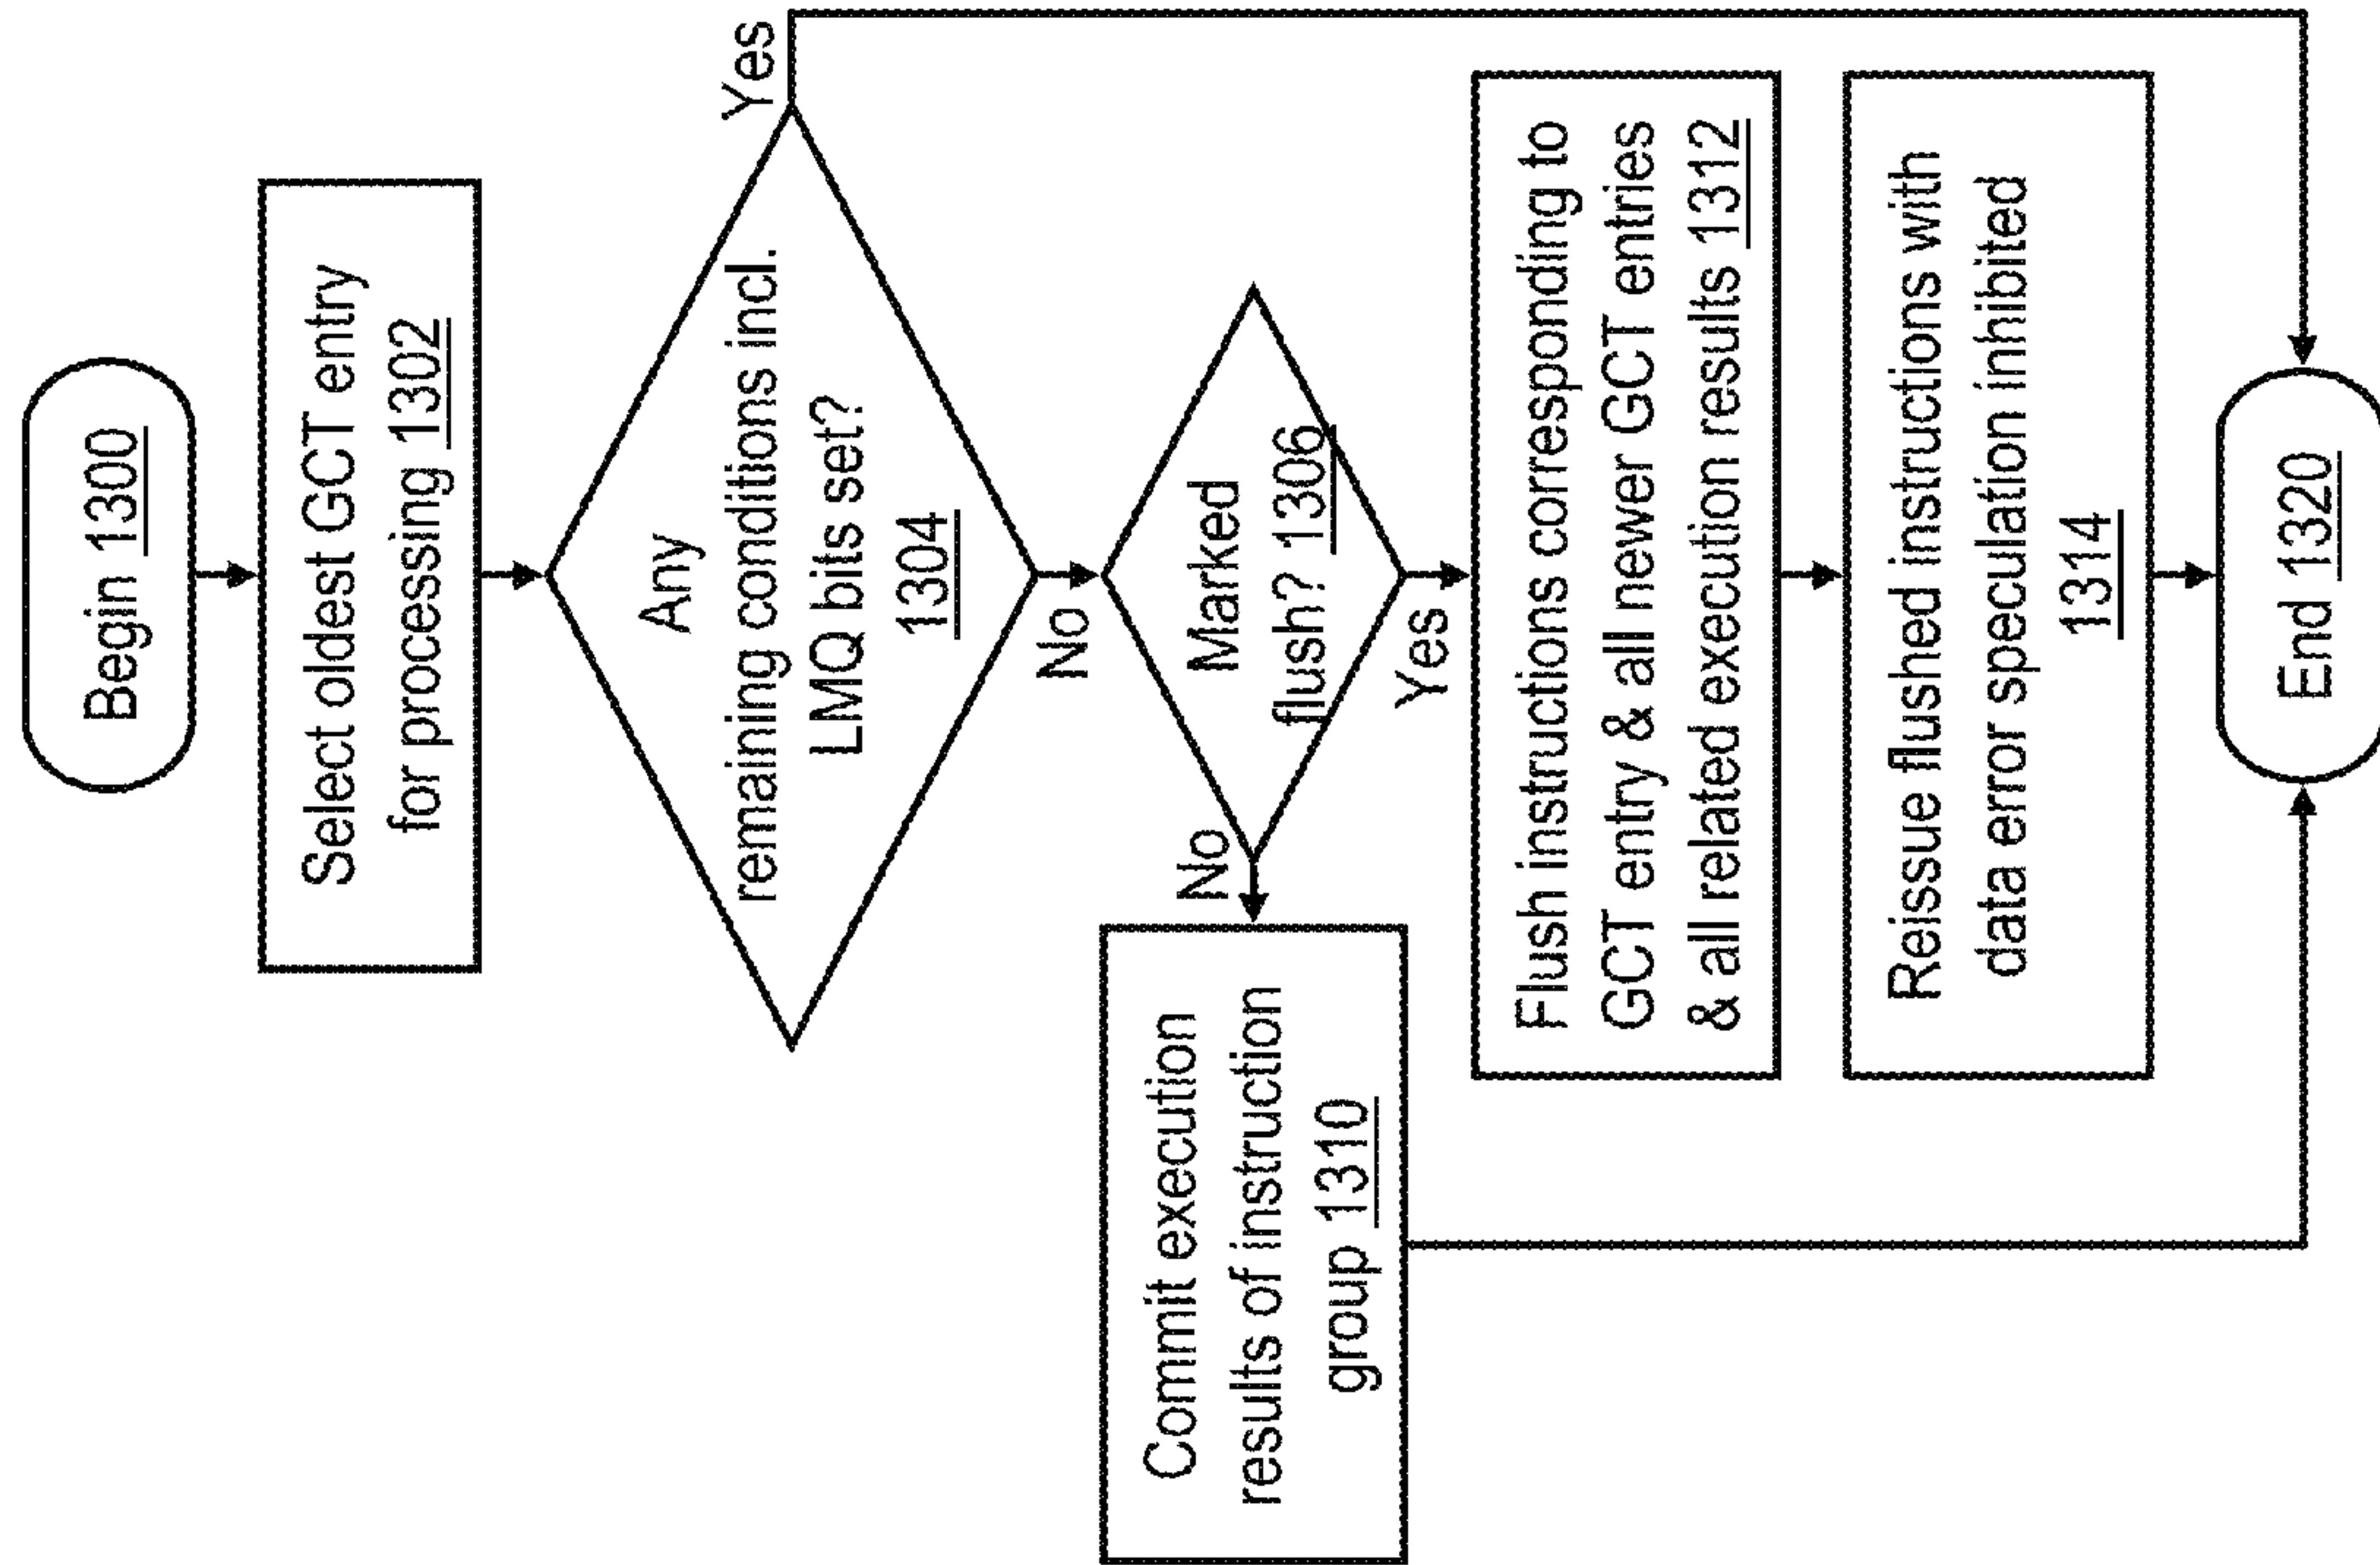 Begin 1300
Select oldest GCT entry
for processing 1302
Any
remaining conditions incl.
LMQ bits set?
1304
Yes
No
Marked
flush? 1306
No
Yes
Commit execution
results of instruction
group 1310
Flush instructions corresponding to
GCT entry & all newer GCT entries
& all related execution results 1312
Reissue flushed instructions with
data error speculation inhibited
1314
End 1320